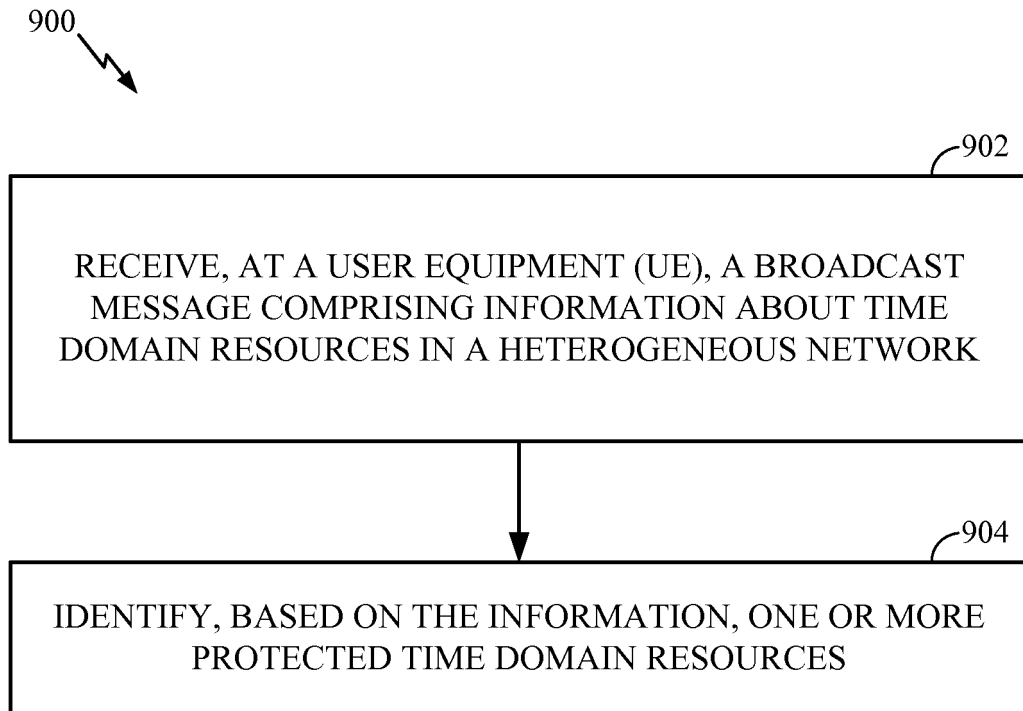 900
902
RECEIVE, AT A USER EQUIPMENT (UE), A BROADCAST
MESSAGE COMPRISING INFORMATION ABOUT TIME
DOMAIN RESOURCES IN A HETEROGENEOUS NETWORK
904
IDENTIFY, BASED ON THE INFORMATION, ONE OR MORE
PROTECTED TIME DOMAIN RESOURCES